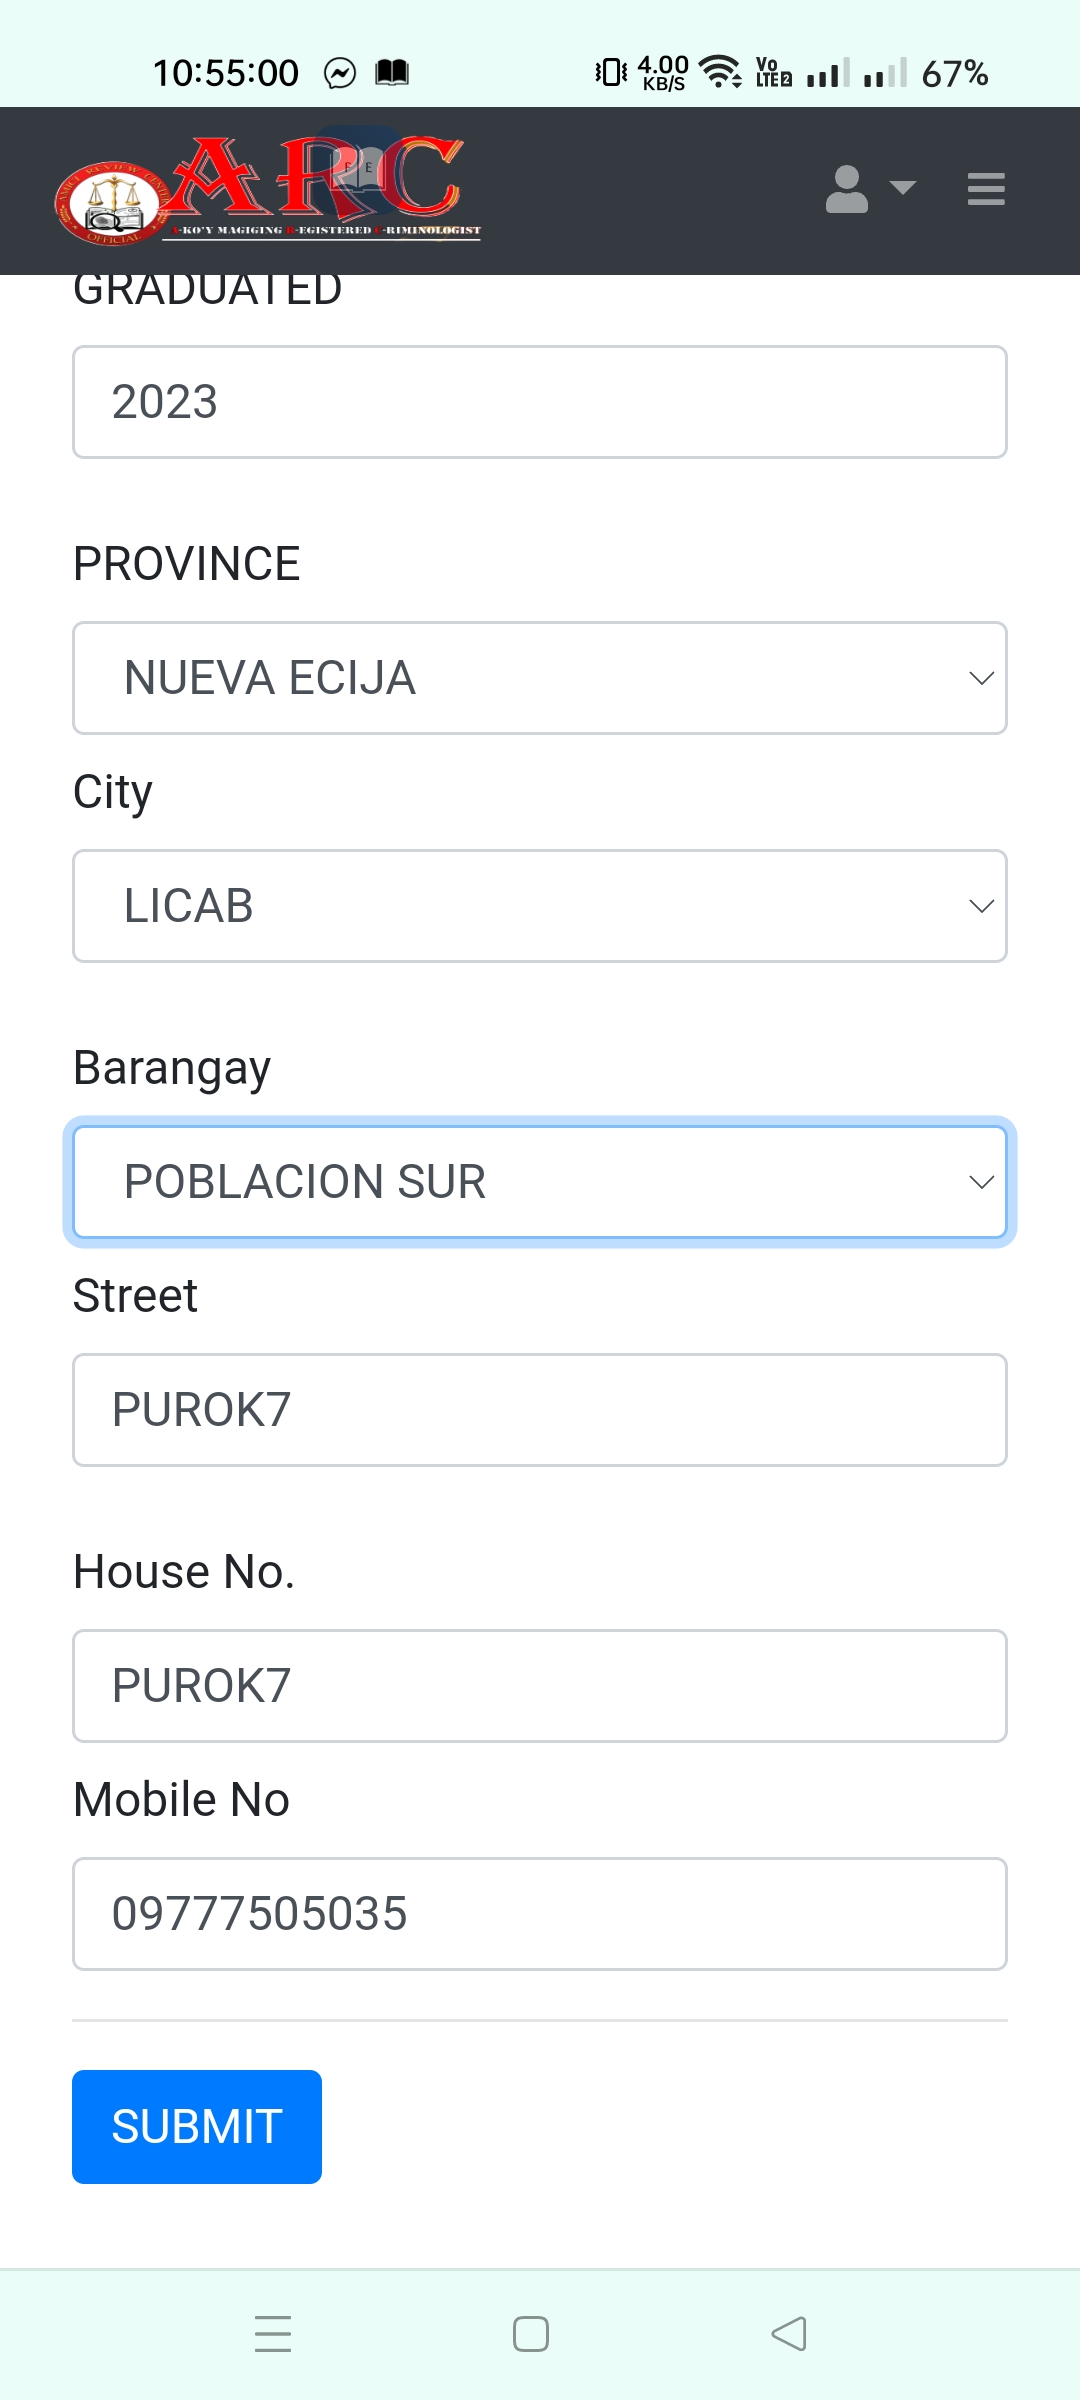 10:55:00 4.00 KB/S Vo LTE2 67%
ARC
A-KO'Y MAGIGING R-EGISTERED C-RIMINOLOGIST
OFFICIAL
GRADUATED
2023
PROVINCE
NUEVA ECIJA
City
LICAB
Barangay
POBLACION SUR
Street
PUROK7
House No.
PUROK7
Mobile No
09777505035
SUBMIT